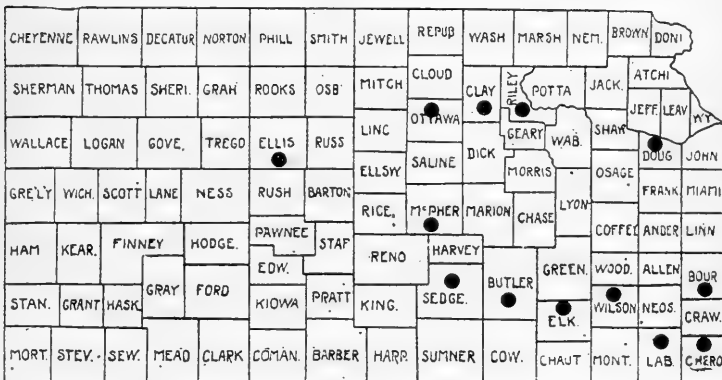 CHEYENNE RAWLINS DECATUR NORTON PHILL SMITH JEWELL REPUB WASH MARSH NEM. BROWN DONI
SHERMAN THOMAS SHERI. GRAH ROOKS OSB MITCH CLOUD CLAY RILEY POTTA JACK. ATCHI
JEFF. LEAV WY
WALLACE LOGAN GOVE. TREGO ELLIS RUSS LINC OTTAWA DICK GEARY WAB. SHAW DOUG JOHN
ELLSW SALINE MORRIS OSAGE
GRE'LY WICH. SCOTT LANE NESS RUSH BARTON RICE. McPHER MARION CHASE LYON FRANK MIAMI
HAM KEAR. FINNEY HODGE. PAWNEE STAF RENO HARVEY COFFEE ANDER LINN
EDW. GREEN. WOOD. ALLEN BOUR
STAN. GRANT HASK. GRAY FORD KIOWA PRATT KING. SEDGE. BUTLER ELK. WILSON NEOS. CRAW.
MORT. STEV. SEW. MEAD CLARK COMAN. BARBER HARP. SUMNER COW. CHAUT MONT. LAB. CHERO